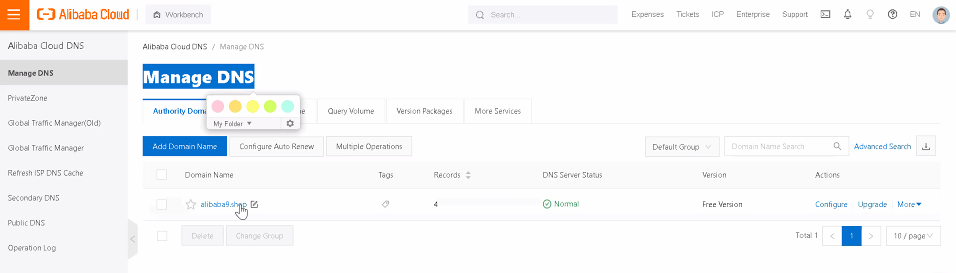 Alibaba Cloud
Workbench
Search...
Expenses Tickets ICP Enterprise Support EN
Alibaba Cloud DNS
Manage DNS
PrivateZone
Global Traffic Manager(Old)
Global Traffic Manager
Refresh ISP DNS Cache
Secondary DNS
Public DNS
Operation Log
Alibaba Cloud DNS / Manage DNS
Manage DNS
Authority Domai
Query Volume Version Packages More Services
My Folder
Add Domain Name Configure Auto Renew Multiple Operations Default Group Domain Name Search Advanced Search
Domain Name Tags Records DNS Server Status Version Actions
alibaba9.shop 4 Normal Free Version Configure Upgrade More
Delete Change Group Total 1 < 1 > 10 / page